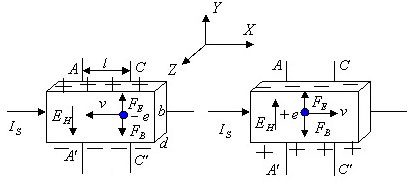 Y
X
Z
A l C
+ + + +
E_H v F_E − e b
I_S F_B d
− − − −
A' C'
A C
− − − −
E_H + e F_E v
I_S F_B
+ + + +
A' C'